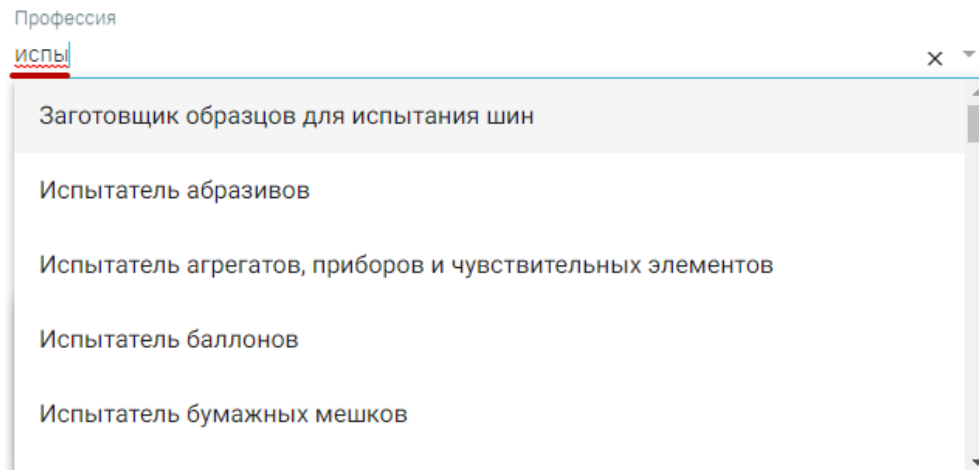 Профессия
испы
Заготовщик образцов для испытания шин
Испытатель абразивов
Испытатель агрегатов, приборов и чувствительных элементов
Испытатель баллонов
Испытатель бумажных мешков